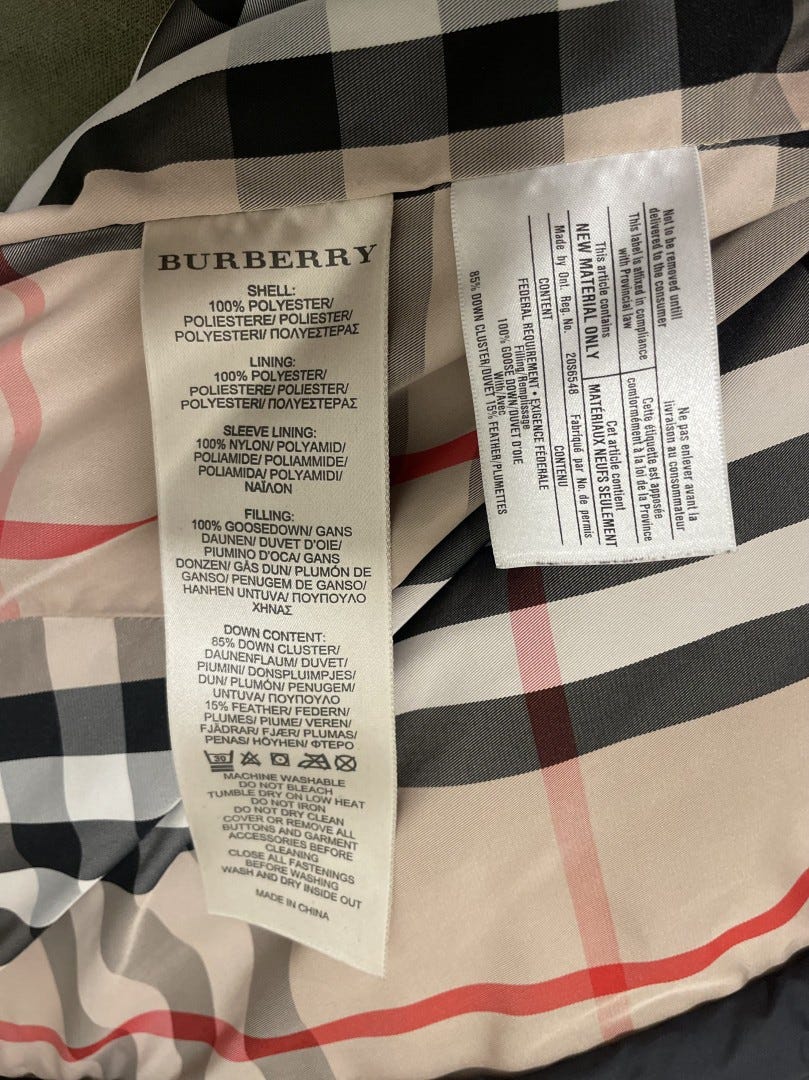 BURBERRY
SHELL:
100% POLYESTER/
POLIESTERE/ POLIESTER/
POLYESTERI/ ΠΟΛΥΕΣΤΕΡΑΣ
LINING:
100% POLYESTER/
POLIESTERE/ POLIESTER/
POLYESTERI/ ΠΟΛΥΕΣΤΕΡΑΣ
SLEEVE LINING:
100% NYLON/ POLYAMID/
POLIAMIDE/ POLIAMMIDE/
POLIAMIDA/ POLYAMIDI/
ΝΑΪΛΟΝ
FILLING:
100% GOOSEDOWN/ GANS
DAUNEN/ DUVET D'OIE/
PIUMINO D'OCA/ GANS
DONZEN/ GÅS DUN/ PLUMÓN DE
GANSO/ PENUGEM DE GANSO/
HANHEN UNTUVA/ ΠΟΥΠΟΥΛΟ
ΧΗΝΑΣ
DOWN CONTENT:
85% DOWN CLUSTER/
DAUNENFLAUM/ DUVET/
PIUMINI/ DONSPLUIMPJES/
DUN/ PLUMÓN/ PENUGEM/
UNTUVA/ ΠΟΥΠΟΥΛΟ
15% FEATHER/ FEDERN/
PLUMES/ PIUME/ VEREN/
FJÄDRAR/ FJÆR/ PLUMAS/
PENAS/ HÖYHEN/ ΦΤΕΡΟ
30
MACHINE WASHABLE
DO NOT BLEACH
TUMBLE DRY ON LOW HEAT
DO NOT IRON
DO NOT DRY CLEAN
COVER OR REMOVE ALL
BUTTONS AND GARMENT
ACCESSORIES BEFORE
CLEANING
CLOSE ALL FASTENINGS
BEFORE WASHING
WASH AND DRY INSIDE OUT
MADE IN CHINA
Not to be removed untill
delivered to the consumer
Ne pas enlever avant la
livraison au consommateur
This label is affixed in compliance
with Provincial law
Cette étiquette est apposée
conformément à la loi de la Province
This article contains
NEW MATERIAL ONLY
Cet article contient
MATÉRIAUX NEUFS SEULEMENT
Made by Ont. Reg. No. 20S6548 Fabriqué par No. de permis
CONTENT CONTENU
FEDERAL REQUIREMENT • EXIGENCE FÉDÉRALE
Filling/Remplissage
100% GOOSE DOWN/DUVET D'OIE
With/Avec
85% DOWN CLUSTER/DUVET 15% FEATHER/PLUMETTES